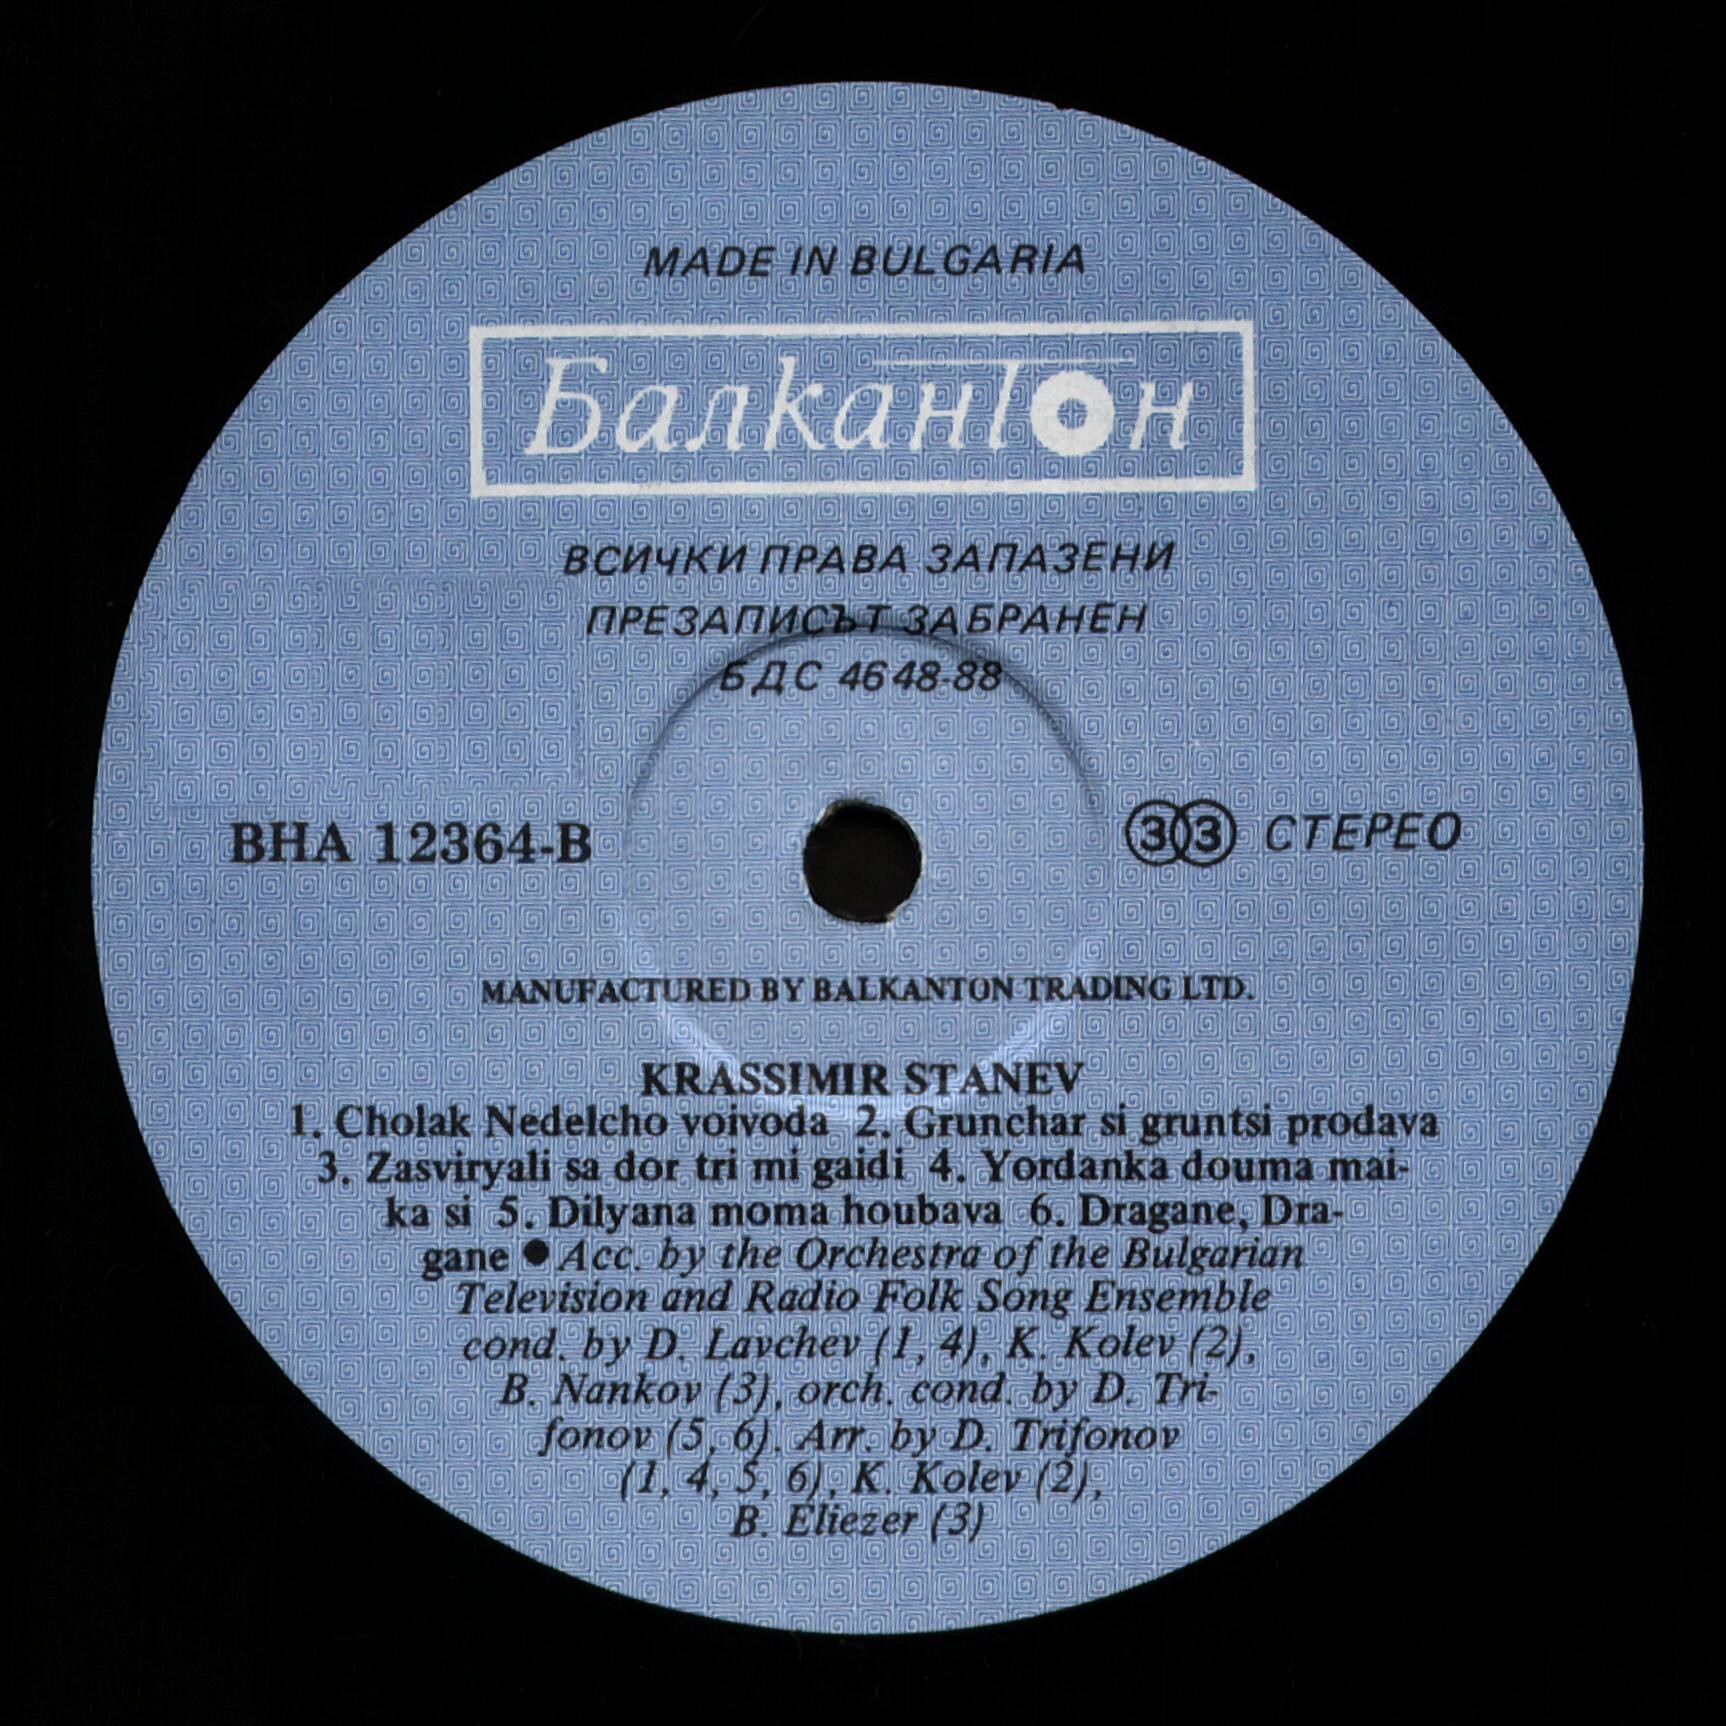 MADE IN BULGARIA
Балкантон
ВСИЧКИ ПРАВА ЗАПАЗЕНИ
ПРЕЗАПИСЪТ ЗАБРАНЕН
БДС 4648-88
ВНА 12364-В
33 СТЕРЕО
MANUFACTURED BY BALKANTON TRADING LTD.
KRASSIMIR STANEV
1. Cholak Nedelcho voivoda 2. Grunchar si gruntsi prodava
3. Zasviryali sa dor tri mi gaidi 4. Yordanka douma mai-
ka si 5. Dilyana moma houbava 6. Dragane, Dra-
gane ● Acc. by the Orchestra of the Bulgarian
Television and Radio Folk Song Ensemble
cond. by D. Lavchev (1, 4), K. Kolev (2),
B. Nankov (3), orch. cond. by D. Tri-
fonov (5, 6). Arr. by D. Trifonov
(1, 4, 5, 6), K. Kolev (2),
B. Eliezer (3)